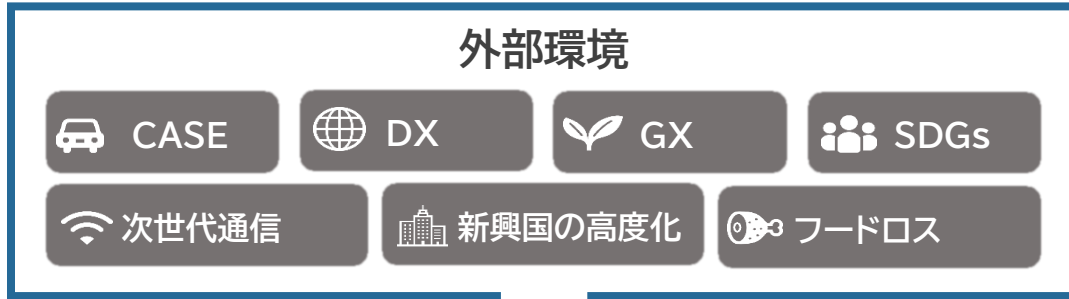 外部環境
CASE
DX
GX
SDGs
次世代通信
新興国の高度化
フードロス